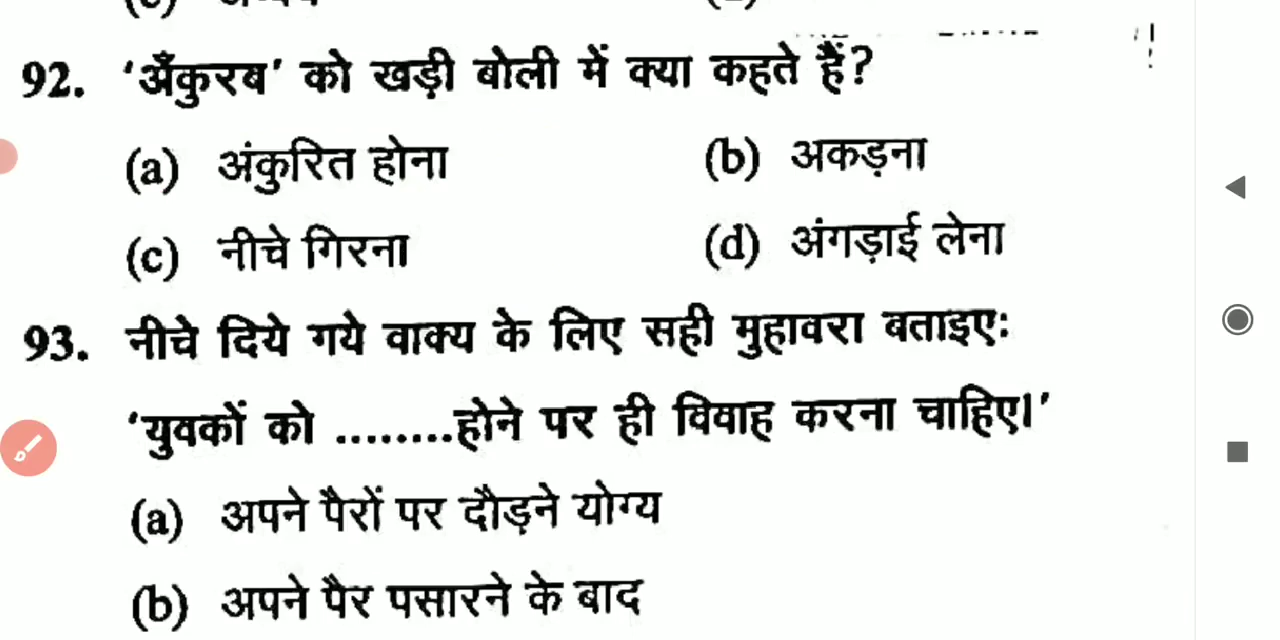 92. ‘अँकुरब’ को खड़ी बोली में क्या कहते हैं?
(a) अंकुरित होना (b) अकड़ना
(c) नीचे गिरना (d) अंगड़ाई लेना
93. नीचे दिये गये वाक्य के लिए सही मुहावरा बताइए:
‘युवकों को ........होने पर ही विवाह करना चाहिए।’
(a) अपने पैरों पर दौड़ने योग्य
(b) अपने पैर पसारने के बाद